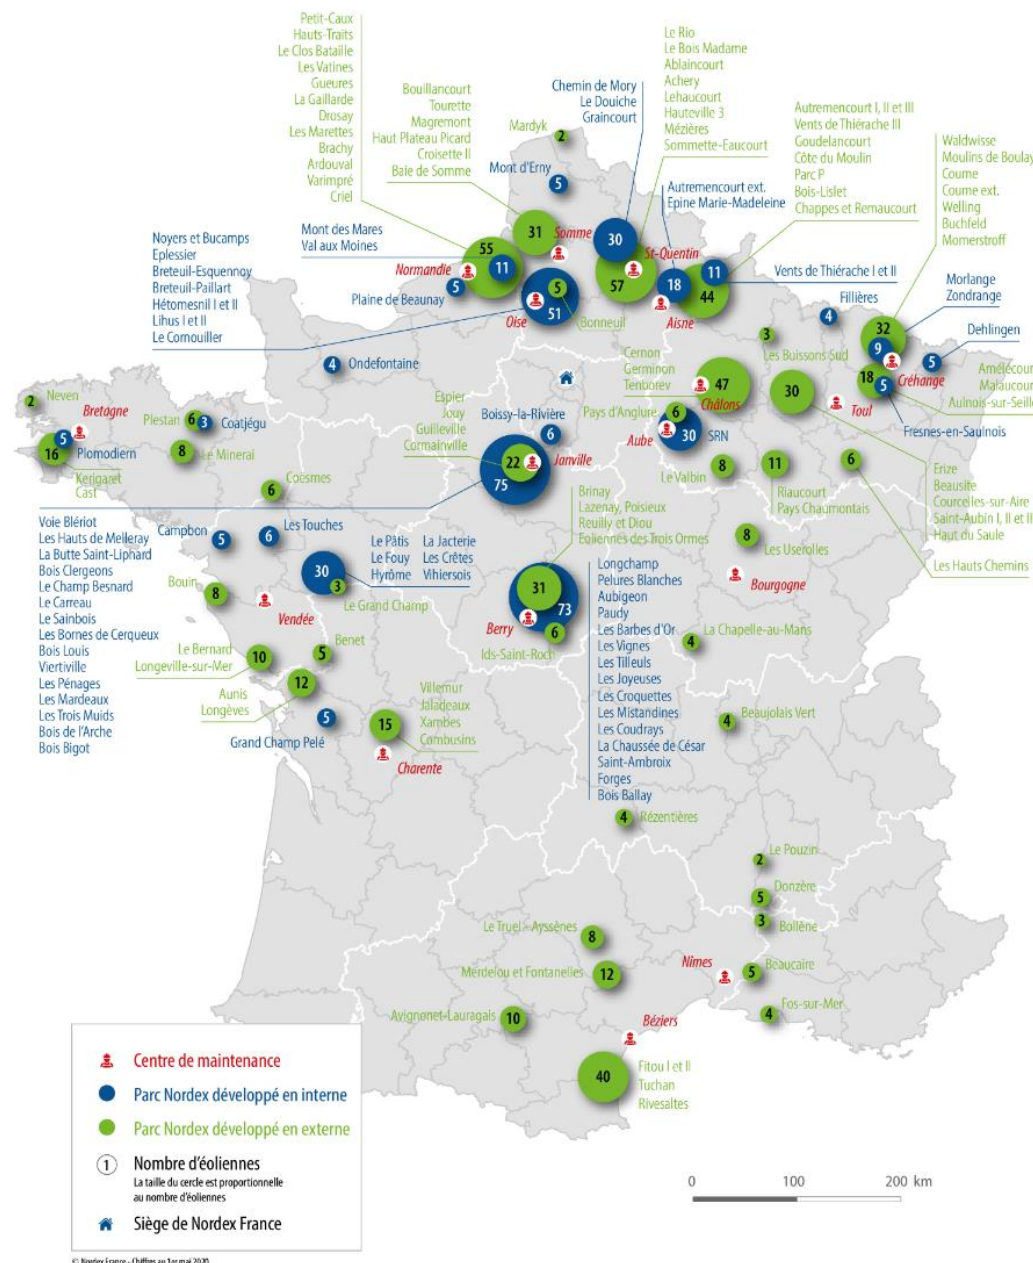 Petit-Caux
Hauts-Traits
Le Clos Bataille
Les Vatines
Gueures
La Gaillarde
Drosay
Les Marettes
Brachy
Ardouval
Varimpré
Criel
Bouillancourt
Tourette
Magremont
Haut Plateau Picard
Croisette II
Baie de Somme
Mardyk
2
Mont d'Erny
5
Chemin de Mory
Le Douiche
Graincourt
Le Rio
Le Bois Madame
Ablaincourt
Achery
Lehaucourt
Hauteville 3
Mézières
Sommette-Eaucourt
Autremencourt ext.
Epine Marie-Madeleine
Autremencourt I, II et III
Vents de Thiérache III
Goudelancourt
Côte du Moulin
Parc P
Bois-Lislet
Chappes et Remaucourt
Waldwisse
Moulins de Boulay
Coume
Coume ext.
Welling
Buchfeld
Momerstroff
Noyers et Bucamps
Eplessier
Breteuil-Esquennoy
Breteuil-Paillart
Hétomesnil I et II
Lihus I et II
Le Cornouiller
Mont des Mares
Val aux Moines
Normandie
55
11
5
Plaine de Beaunay
31
Somme
30
St-Quentin
57
18
11
44
Aisne
Vents de Thiérache I et II
Oise
5
51
Bonneuil
Fillières
4
Morlange
Zondrange
32
9
Créhange
Dehlingen
5
18
5
Amélécourt
Malaucourt
Aulnois-sur-Seille
Fresnes-en-Saulnois
3
Les Buissons Sud
4
Ondefontaine
Cernon
Germinon
Tenborev
47
Châlons
30
Toul
Neven
2
Bretagne
16
5
Plomodiern
Kerigaret
Cast
Plestan
6
3
Coatjégu
8
Le Minerai
6
Coësmes
Espier
Jouy
Guilleville
Cormainville
Boissy-la-Rivière
6
22
Janville
75
Pays d'Anglure
6
Aube
30
SRN
Le Valbin
8
11
Riaucourt
Pays Chaumontais
6
Les Hauts Chemins
Erize
Beausite
Courcelles-sur-Aire
Saint-Aubin I, II et III
Haut du Saule
Voie Blériot
Les Hauts de Melleray
La Butte Saint-Liphard
Bois Clergeons
Le Champ Besnard
Le Carreau
Le Sainbois
Les Bornes de Cerqueux
Bois Louis
Viertiville
Les Pénages
Les Mardeaux
Les Trois Muids
Bois de l'Arche
Bois Bigot
Campbon
5
Les Touches
6
30
3
Le Grand Champ
Le Pâtis
Le Fouy
Hyrôme
La Jacterie
Les Crêtes
Vihiersois
Bouin
8
Vendée
Brinay
Lazenay, Poisieux
Reuilly et Diou
Eoliennes des Trois Ormes
31
73
Berry
6
Ids-Saint-Roch
Longchamp
Pelures Blanches
Aubigeon
Paudy
Les Barbes d'Or
Les Vignes
Les Tilleuls
Les Joyeuses
Les Croquettes
Les Mistandines
Les Coudrays
La Chaussée de César
Saint-Ambroix
Forges
Bois Ballay
8
Les Userolles
Bourgogne
4
La Chapelle-au-Mans
Le Bernard
Longeville-sur-Mer
10
Benet
5
Aunis
Longèves
12
Grand Champ Pelé
5
Villemur
Jaladeaux
Xambes
Combusins
15
Charente
4
Beaujolais Vert
4
Rézentières
Le Pouzin
2
Donzère
5
3
Bollène
Le Truel - Ayssènes
8
Merdelou et Fontanelles
12
Nîmes
5
Beaucaire
4
Fos-sur-Mer
Avignonet-Lauragais
10
Béziers
40
Fitou I et II
Tuchan
Rivesaltes
Centre de maintenance
Parc Nordex développé en interne
Parc Nordex développé en externe
1
Nombre d'éoliennes
La taille du cercle est proportionnelle
au nombre d'éoliennes
Siège de Nordex France
0 100 200 km
© Nordex France - Chiffres au 1er mai 2020